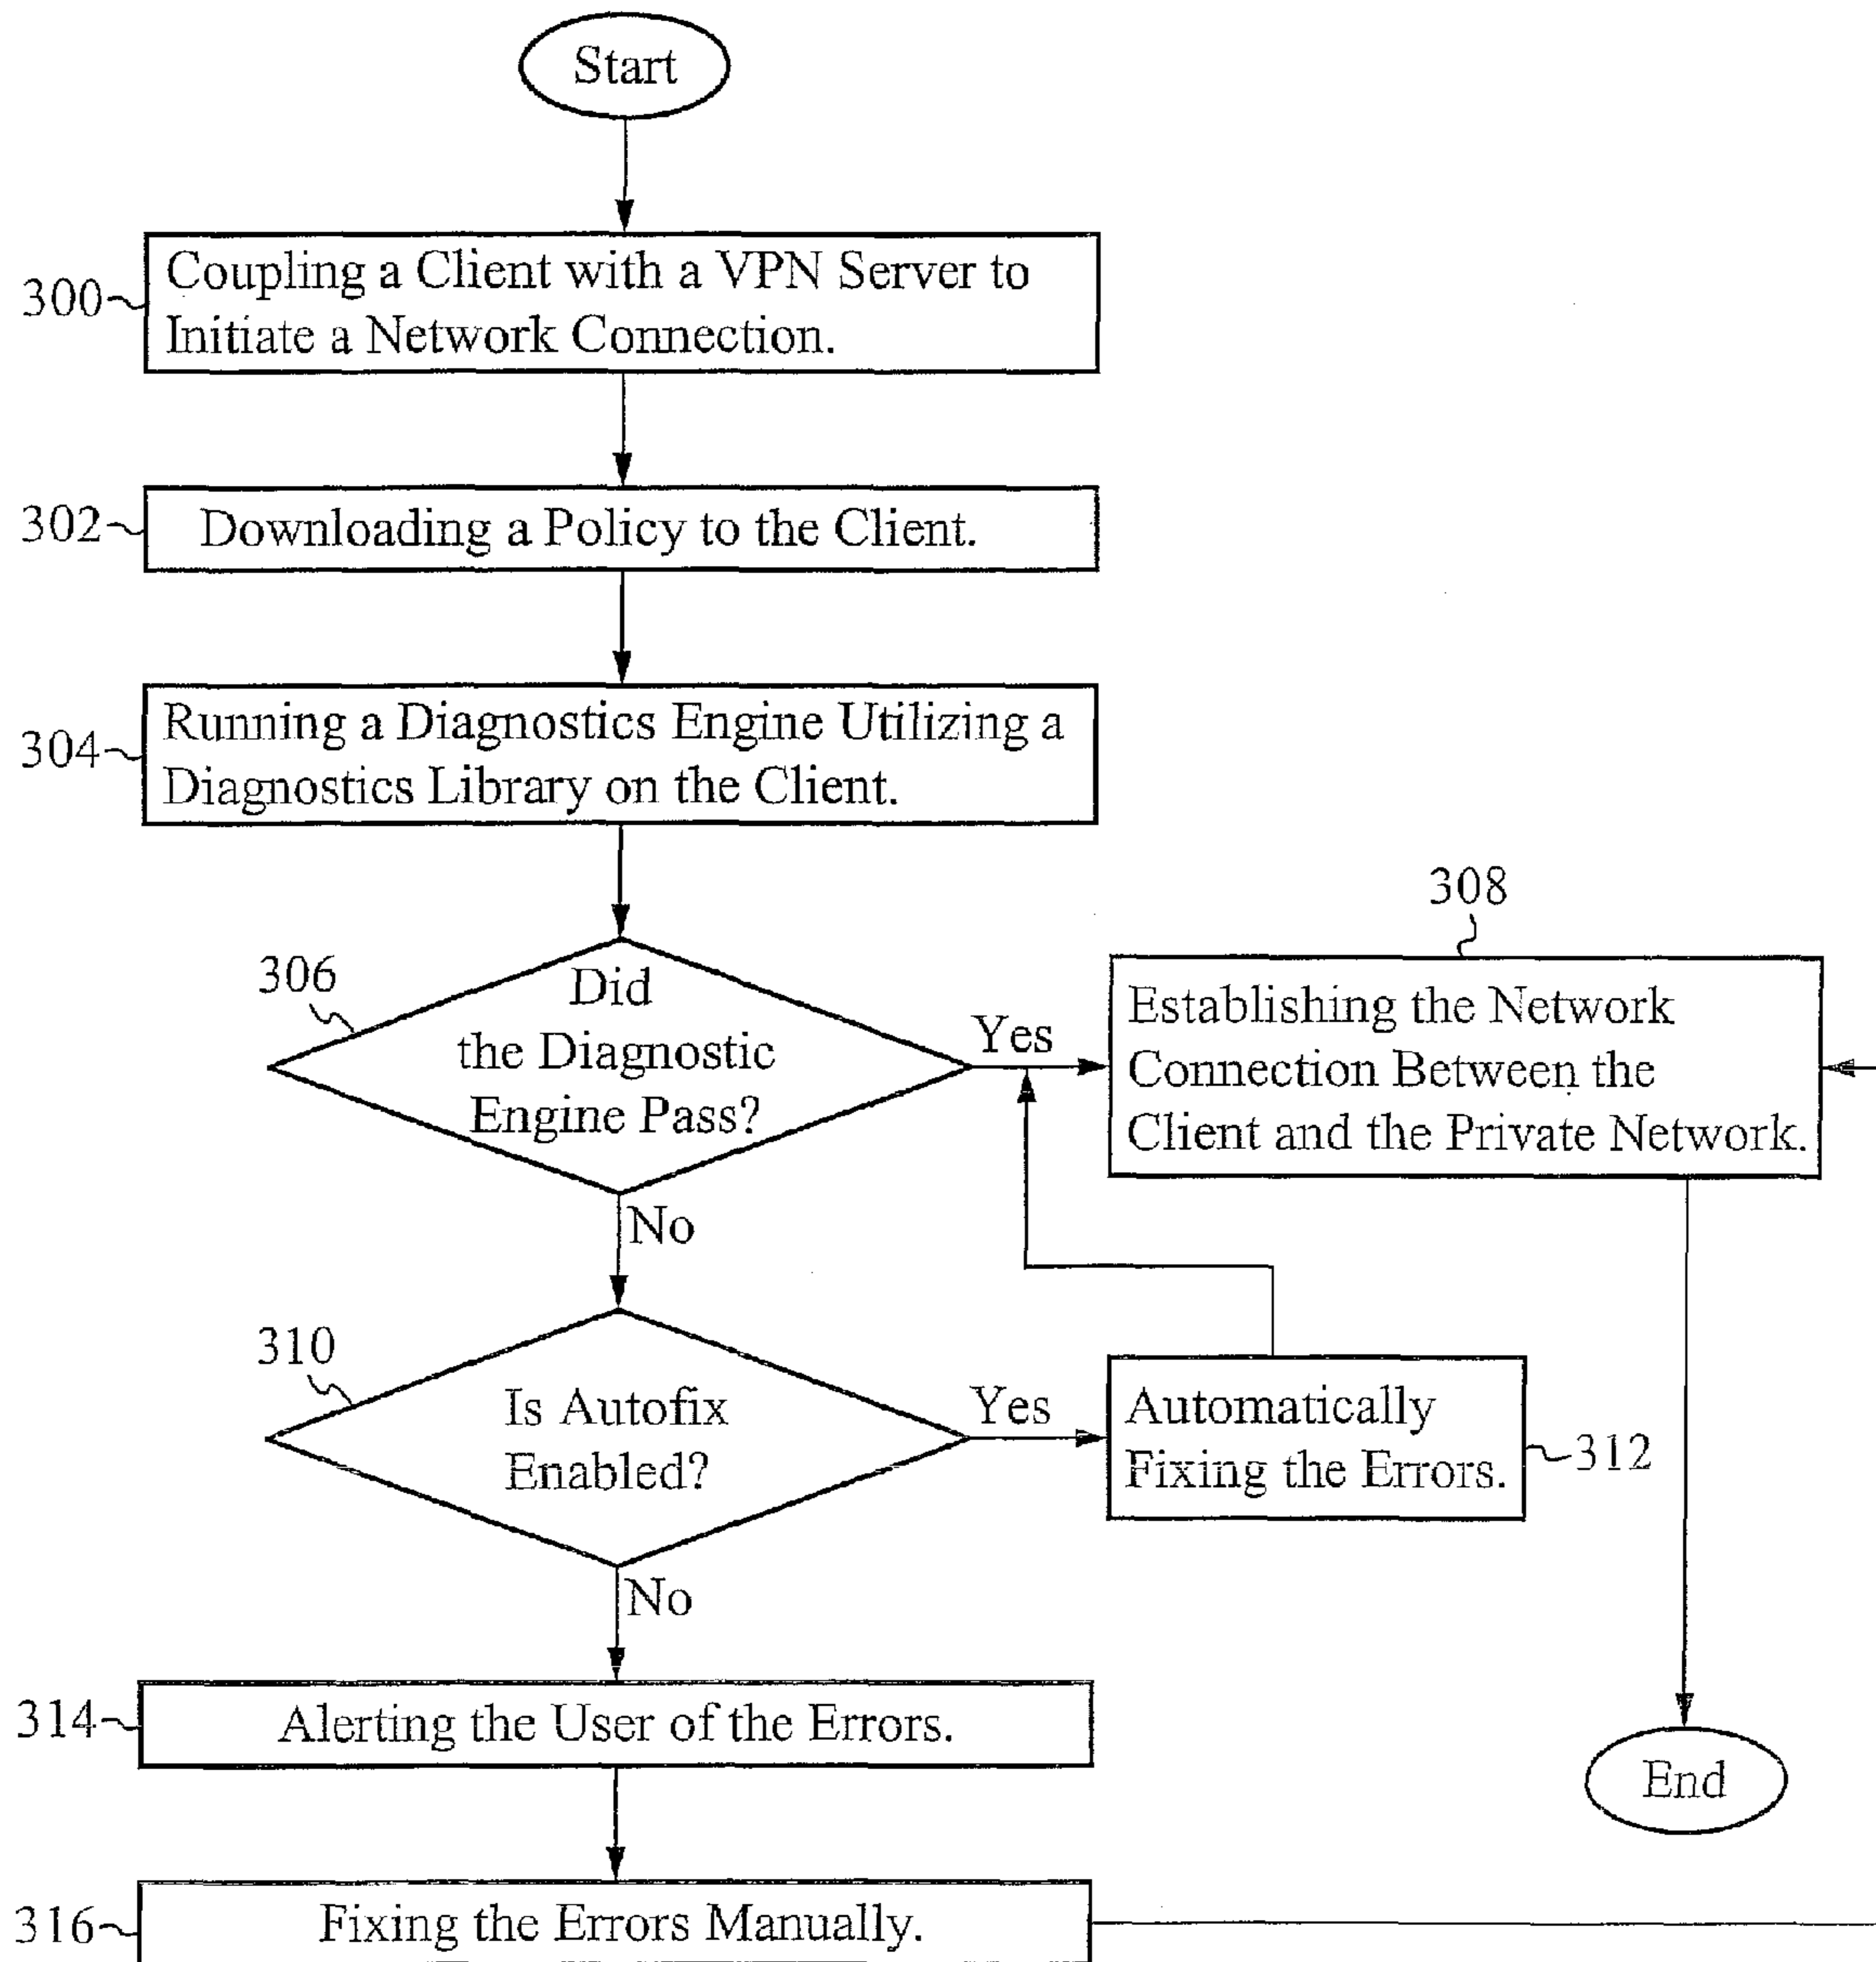 Start
300
Coupling a Client with a VPN Server to
Initiate a Network Connection.
302
Downloading a Policy to the Client.
304
Running a Diagnostics Engine Utilizing a
Diagnostics Library on the Client.
306
Did
the Diagnostic
Engine Pass?
Yes
308
Establishing the Network
Connection Between the
Client and the Private Network.
No
310
Is Autofix
Enabled?
Yes
Automatically
Fixing the Errors.
312
No
314
Alerting the User of the Errors.
End
316
Fixing the Errors Manually.